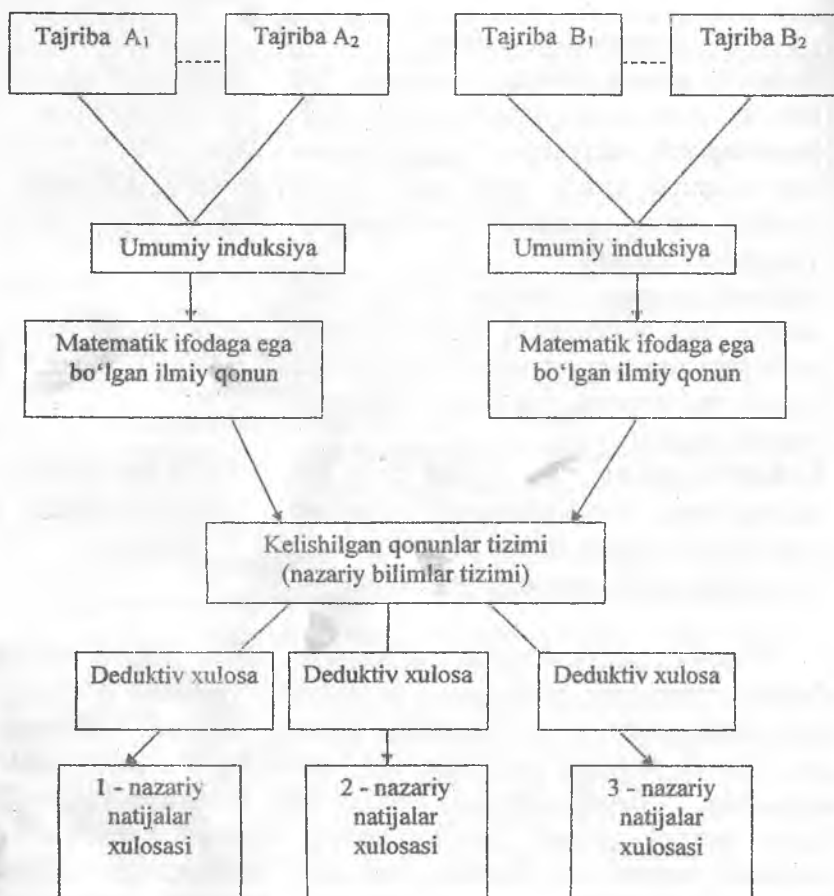 Tajriba A₁
Tajriba A₂
Tajriba B₁
Tajriba B₂
Umumiy induksiya
Umumiy induksiya
Matematik ifodaga ega
bo‘lgan ilmiy qonun
Matematik ifodaga ega
bo‘lgan ilmiy qonun
Kelishilgan qonunlar tizimi
(nazariy bilimlar tizimi)
Deduktiv xulosa
Deduktiv xulosa
Deduktiv xulosa
1 - nazariy
natijalar
xulosasi
2 - nazariy
natijalar
xulosasi
3 - nazariy
natijalar
xulosasi